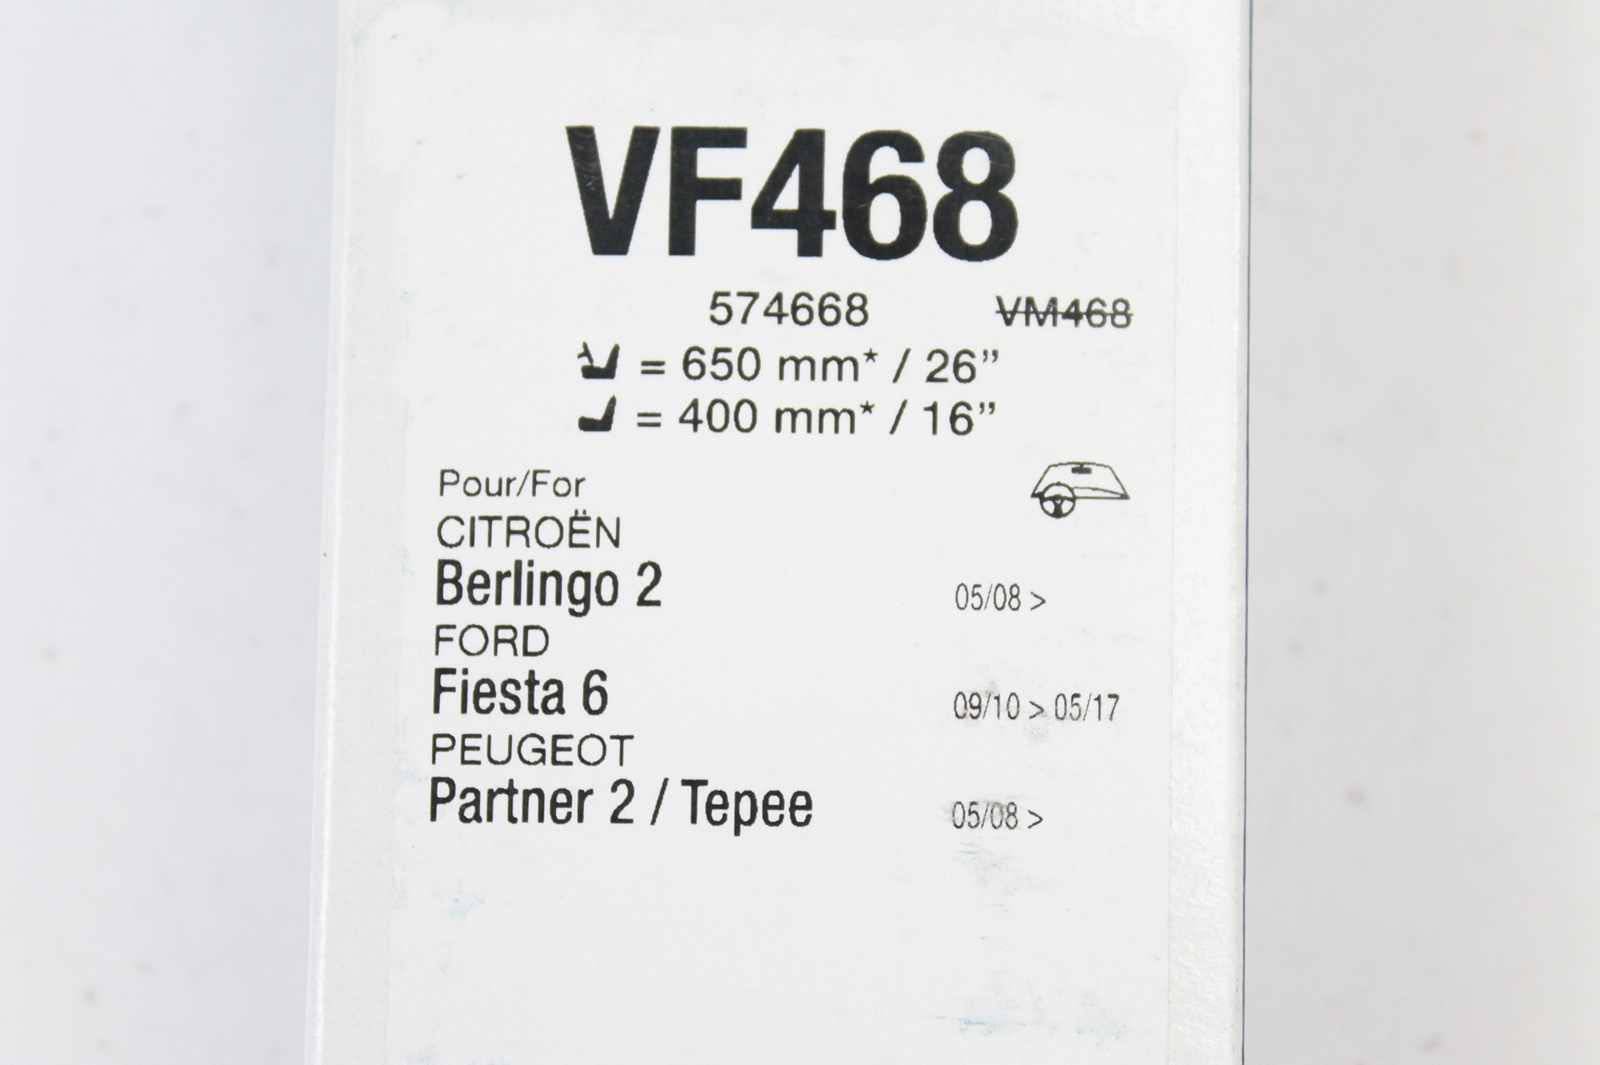 VF468
574668 VM468
= 650 mm* / 26”
= 400 mm* / 16”
Pour/For
CITROËN
Berlingo 2 05/08 >
FORD
Fiesta 6 09/10 > 05/17
PEUGEOT
Partner 2 / Tepee 05/08 >